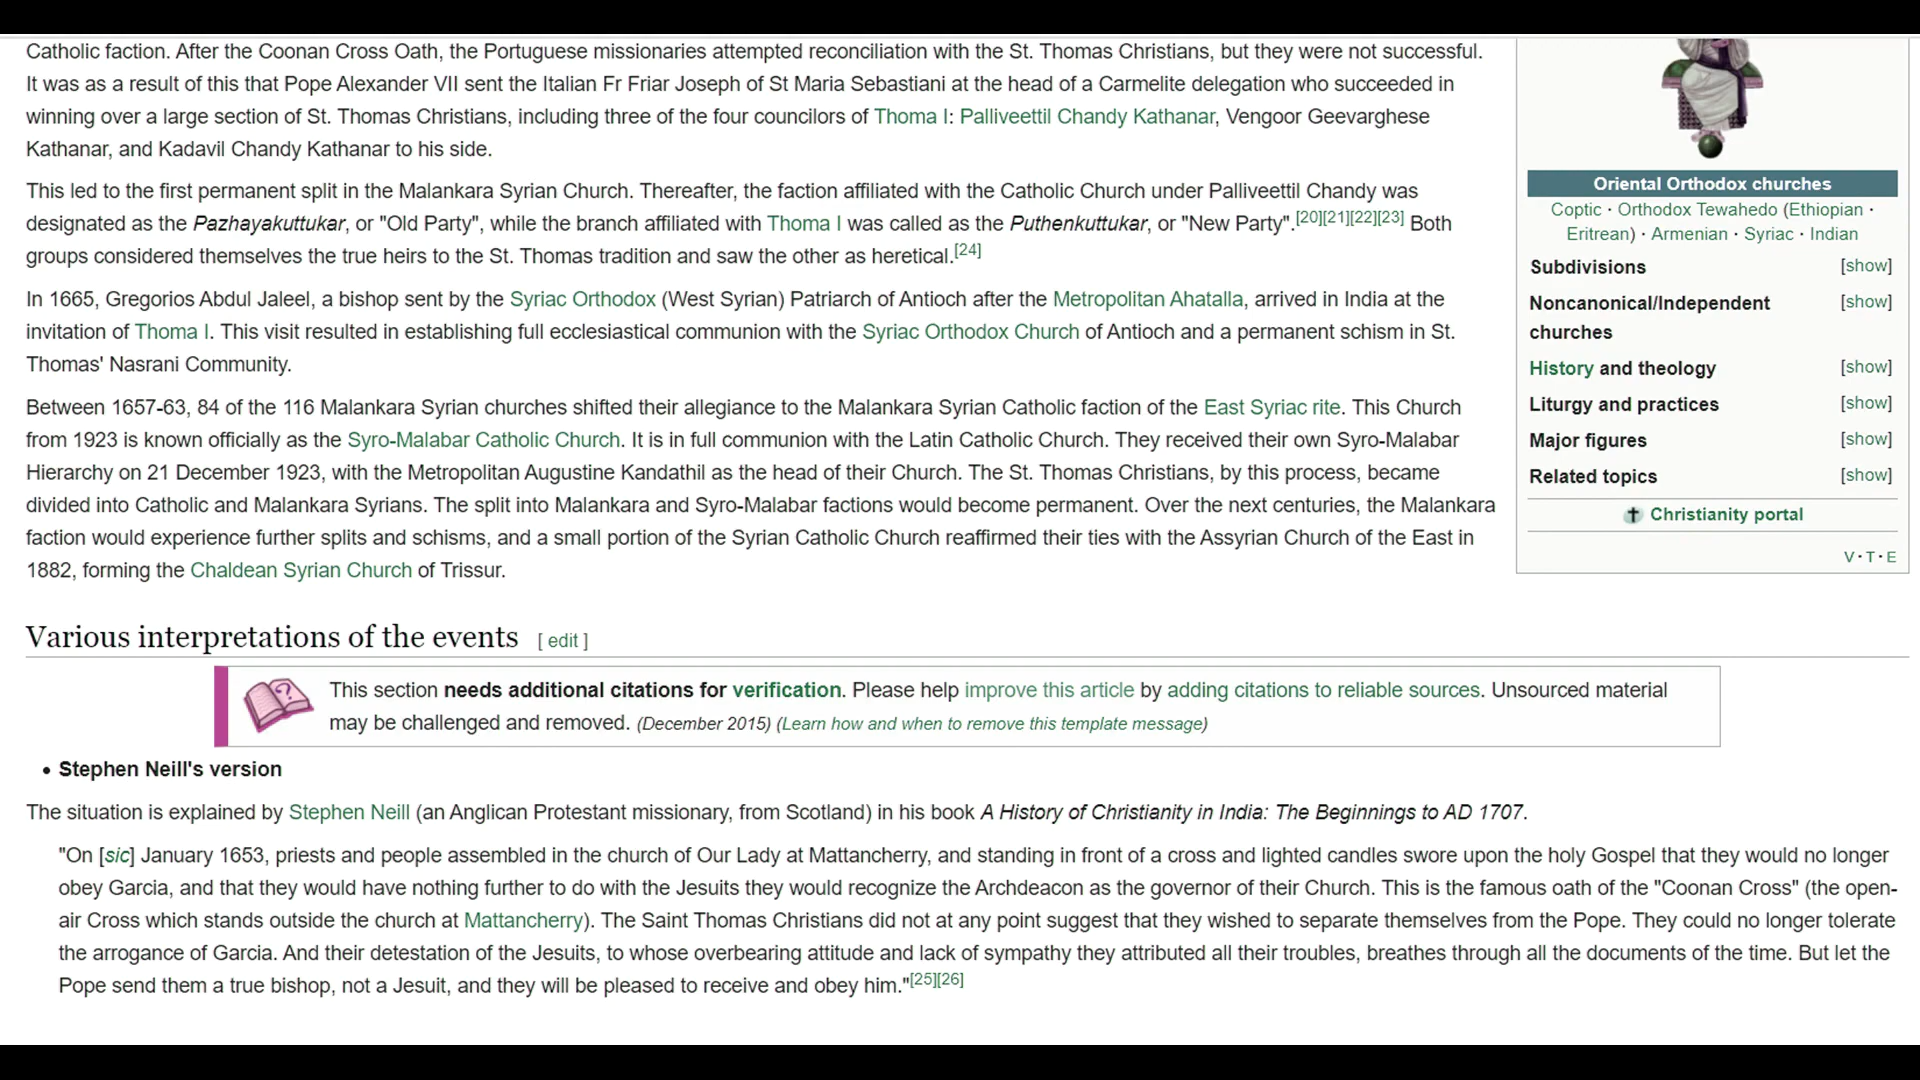 Catholic faction. After the Coonan Cross Oath, the Portuguese missionaries attempted reconciliation with the St. Thomas Christians, but they were not successful.
It was as a result of this that Pope Alexander VII sent the Italian Fr Friar Joseph of St Maria Sebastiani at the head of a Carmelite delegation who succeeded in
winning over a large section of St. Thomas Christians, including three of the four councilors of Thoma I: Palliveettil Chandy Kathanar, Vengoor Geevarghese
Kathanar, and Kadavil Chandy Kathanar to his side.
This led to the first permanent split in the Malankara Syrian Church. Thereafter, the faction affiliated with the Catholic Church under Palliveettil Chandy was
designated as the Pazhayakuttukar, or "Old Party", while the branch affiliated with Thoma I was called as the Puthenkuttukar, or "New Party".[20][21][22][23] Both
groups considered themselves the true heirs to the St. Thomas tradition and saw the other as heretical.[24]
In 1665, Gregorios Abdul Jaleel, a bishop sent by the Syriac Orthodox (West Syrian) Patriarch of Antioch after the Metropolitan Ahatalla, arrived in India at the
invitation of Thoma I. This visit resulted in establishing full ecclesiastical communion with the Syriac Orthodox Church of Antioch and a permanent schism in St.
Thomas' Nasrani Community.
Between 1657-63, 84 of the 116 Malankara Syrian churches shifted their allegiance to the Malankara Syrian Catholic faction of the East Syriac rite. This Church
from 1923 is known officially as the Syro-Malabar Catholic Church. It is in full communion with the Latin Catholic Church. They received their own Syro-Malabar
Hierarchy on 21 December 1923, with the Metropolitan Augustine Kandathil as the head of their Church. The St. Thomas Christians, by this process, became
divided into Catholic and Malankara Syrians. The split into Malankara and Syro-Malabar factions would become permanent. Over the next centuries, the Malankara
faction would experience further splits and schisms, and a small portion of the Syrian Catholic Church reaffirmed their ties with the Assyrian Church of the East in
1882, forming the Chaldean Syrian Church of Trissur.
Oriental Orthodox churches
Coptic · Orthodox Tewahedo (Ethiopian ·
Eritrean) · Armenian · Syriac · Indian
Subdivisions [show]
Noncanonical/Independent [show]
churches
History and theology [show]
Liturgy and practices [show]
Major figures [show]
Related topics [show]
Christianity portal
V·T·E
Various interpretations of the events [ edit ]
This section needs additional citations for verification. Please help improve this article by adding citations to reliable sources. Unsourced material
may be challenged and removed. (December 2015) (Learn how and when to remove this template message)
• Stephen Neill's version
The situation is explained by Stephen Neill (an Anglican Protestant missionary, from Scotland) in his book A History of Christianity in India: The Beginnings to AD 1707.
"On [sic] January 1653, priests and people assembled in the church of Our Lady at Mattancherry, and standing in front of a cross and lighted candles swore upon the holy Gospel that they would no longer
obey Garcia, and that they would have nothing further to do with the Jesuits they would recognize the Archdeacon as the governor of their Church. This is the famous oath of the "Coonan Cross" (the open-
air Cross which stands outside the church at Mattancherry). The Saint Thomas Christians did not at any point suggest that they wished to separate themselves from the Pope. They could no longer tolerate
the arrogance of Garcia. And their detestation of the Jesuits, to whose overbearing attitude and lack of sympathy they attributed all their troubles, breathes through all the documents of the time. But let the
Pope send them a true bishop, not a Jesuit, and they will be pleased to receive and obey him."[25][26]